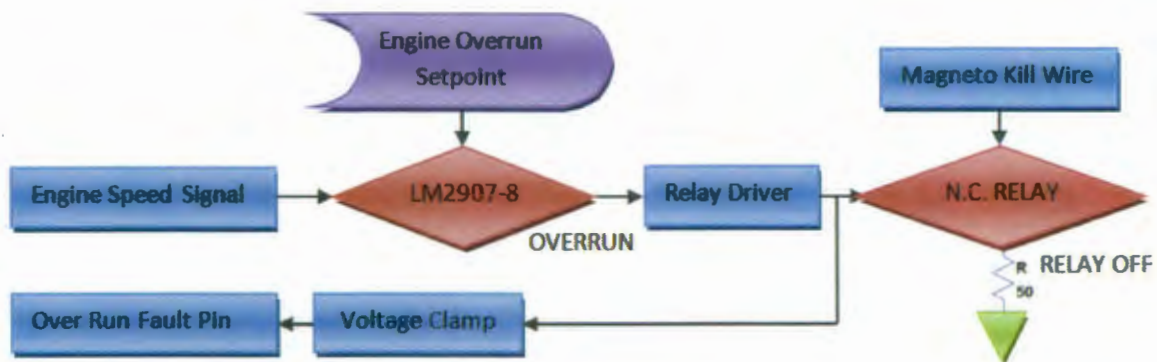 Engine Overrun
Setpoint
Magneto Kill Wire
Engine Speed Signal
LM2907-8
Relay Driver
N.C. RELAY
OVERRUN
R
50
RELAY OFF
Over Run Fault Pin
Voltage Clamp